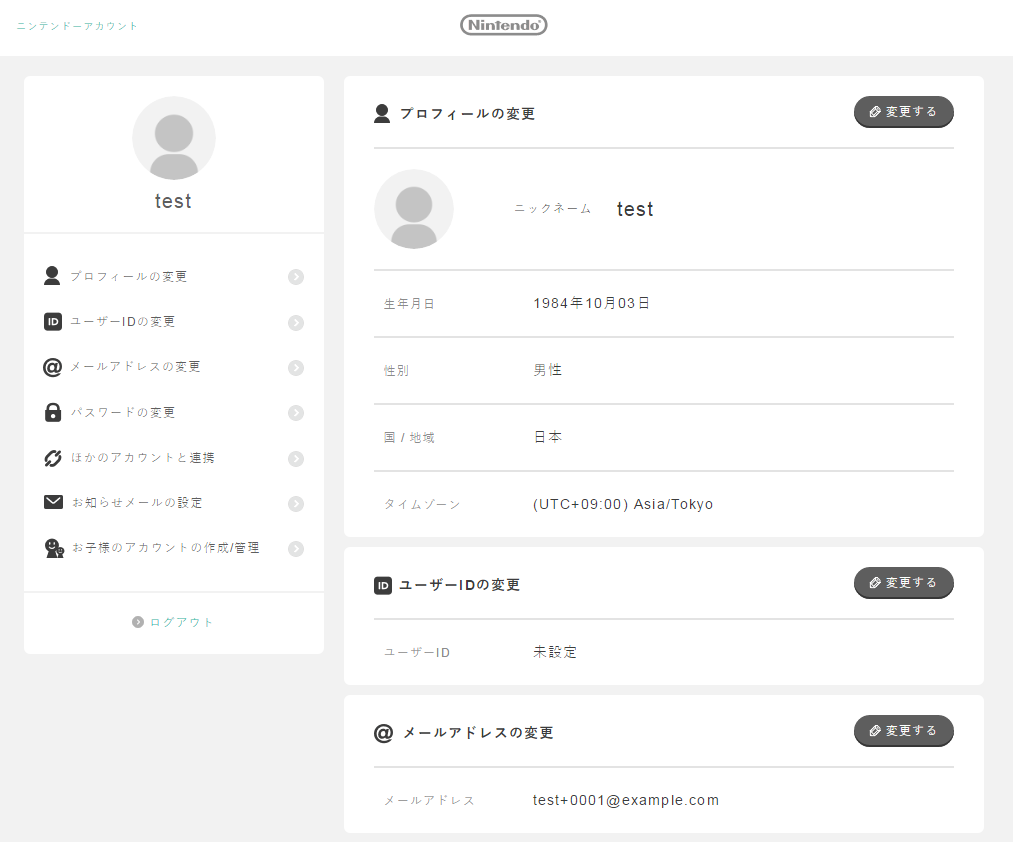 ニンテンドーアカウント
Nintendo®
test
プロフィールの変更
ユーザーIDの変更
メールアドレスの変更
パスワードの変更
ほかのアカウントと連携
お知らせメールの設定
お子様のアカウントの作成/管理
ログアウト
プロフィールの変更 変更する
ニックネーム test
生年月日 1984年10月03日
性別 男性
国 / 地域 日本
タイムゾーン (UTC+09:00) Asia/Tokyo
ID ユーザーIDの変更 変更する
ユーザーID 未設定
@ メールアドレスの変更 変更する
メールアドレス test+0001@example.com